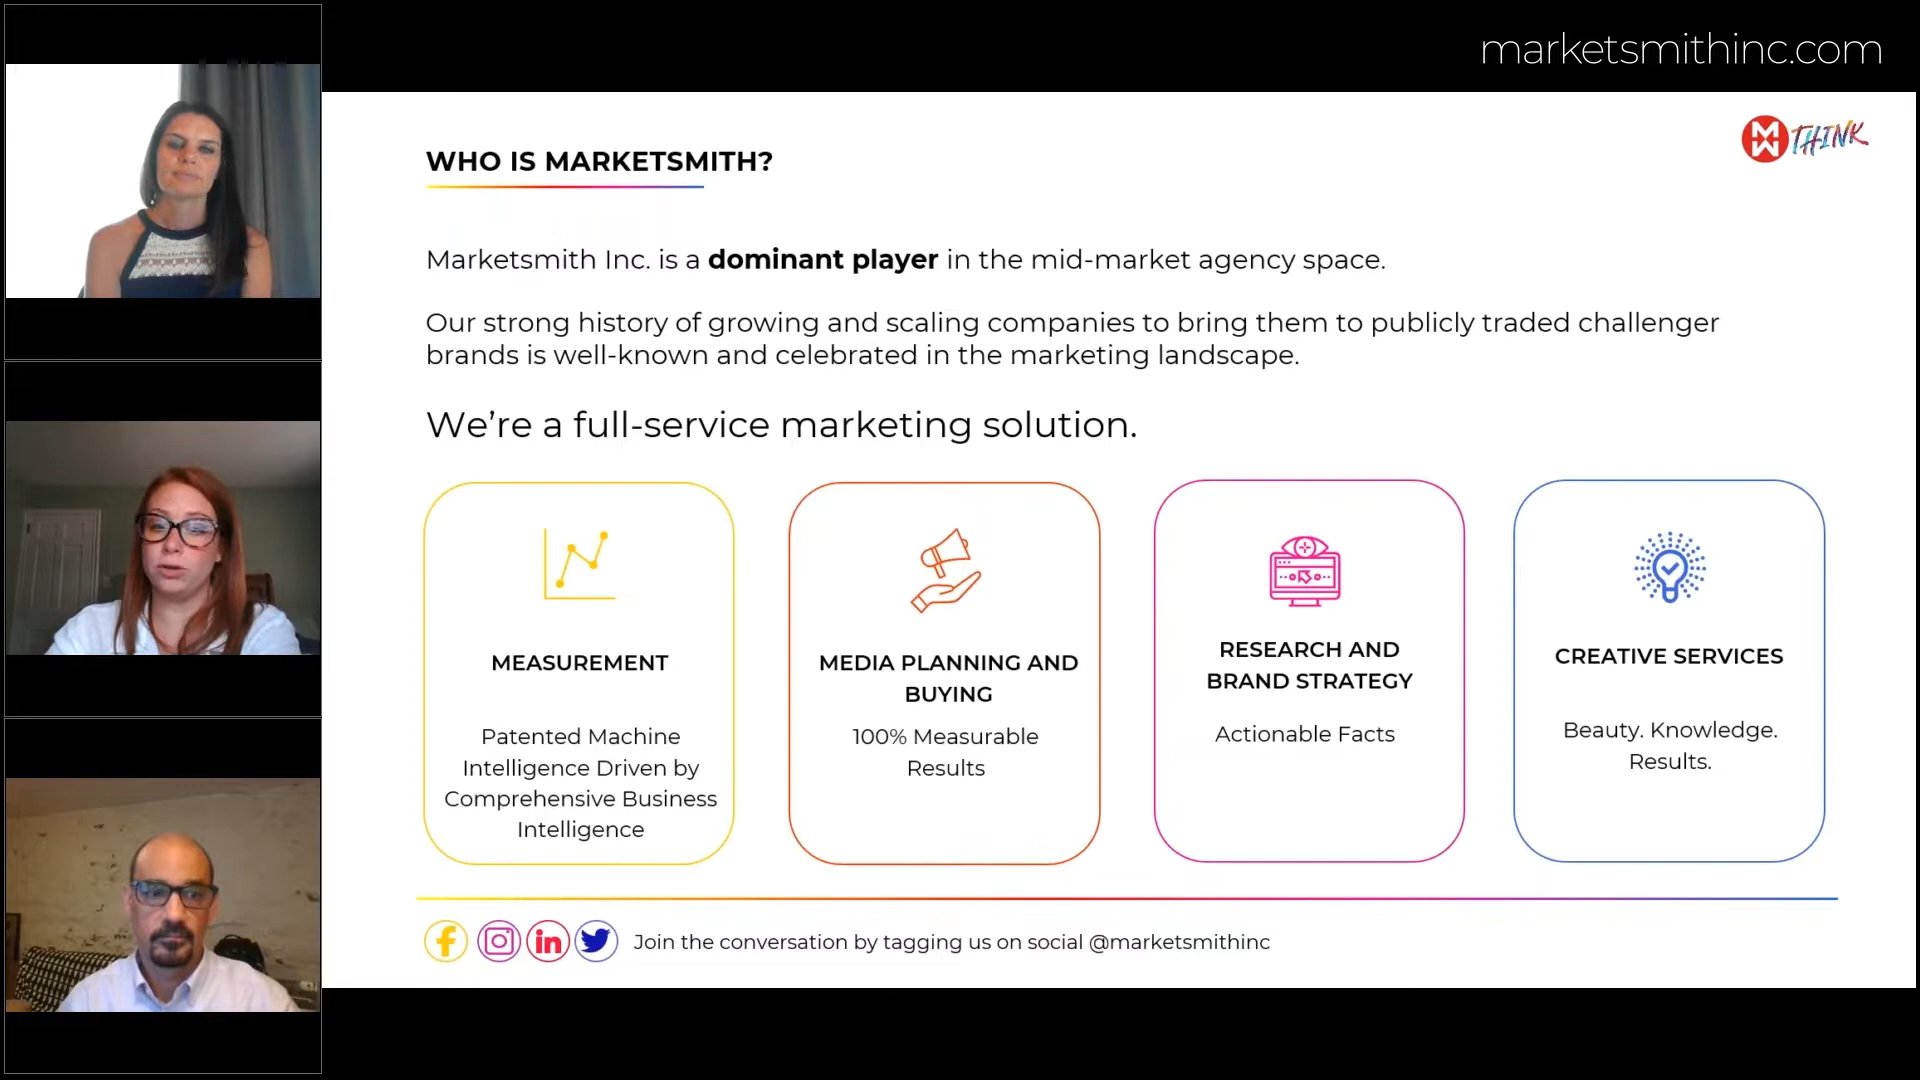 marketsmithinc.com
THINK
WHO IS MARKETSMITH?
Marketsmith Inc. is a dominant player in the mid-market agency space.
Our strong history of growing and scaling companies to bring them to publicly traded challenger
brands is well-known and celebrated in the marketing landscape.
We’re a full-service marketing solution.
MEASUREMENT
Patented Machine
Intelligence Driven by
Comprehensive Business
Intelligence
MEDIA PLANNING AND
BUYING
100% Measurable
Results
RESEARCH AND
BRAND STRATEGY
Actionable Facts
CREATIVE SERVICES
Beauty. Knowledge.
Results.
Join the conversation by tagging us on social @marketsmithinc